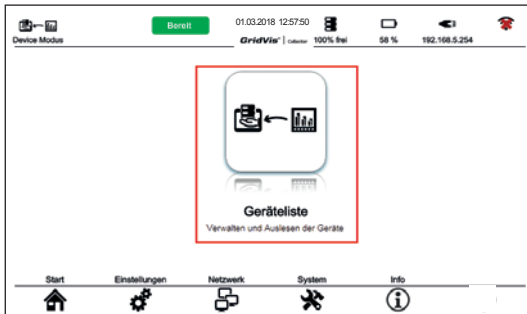 Device Modus
Bereit
01.03.2018 12:57:50
GridVis® | Collector
100% frei
58 %
192.168.5.254
Geräteliste
Verwalten und Auslesen der Geräte
Start
Einstellungen
Netzwerk
System
Info